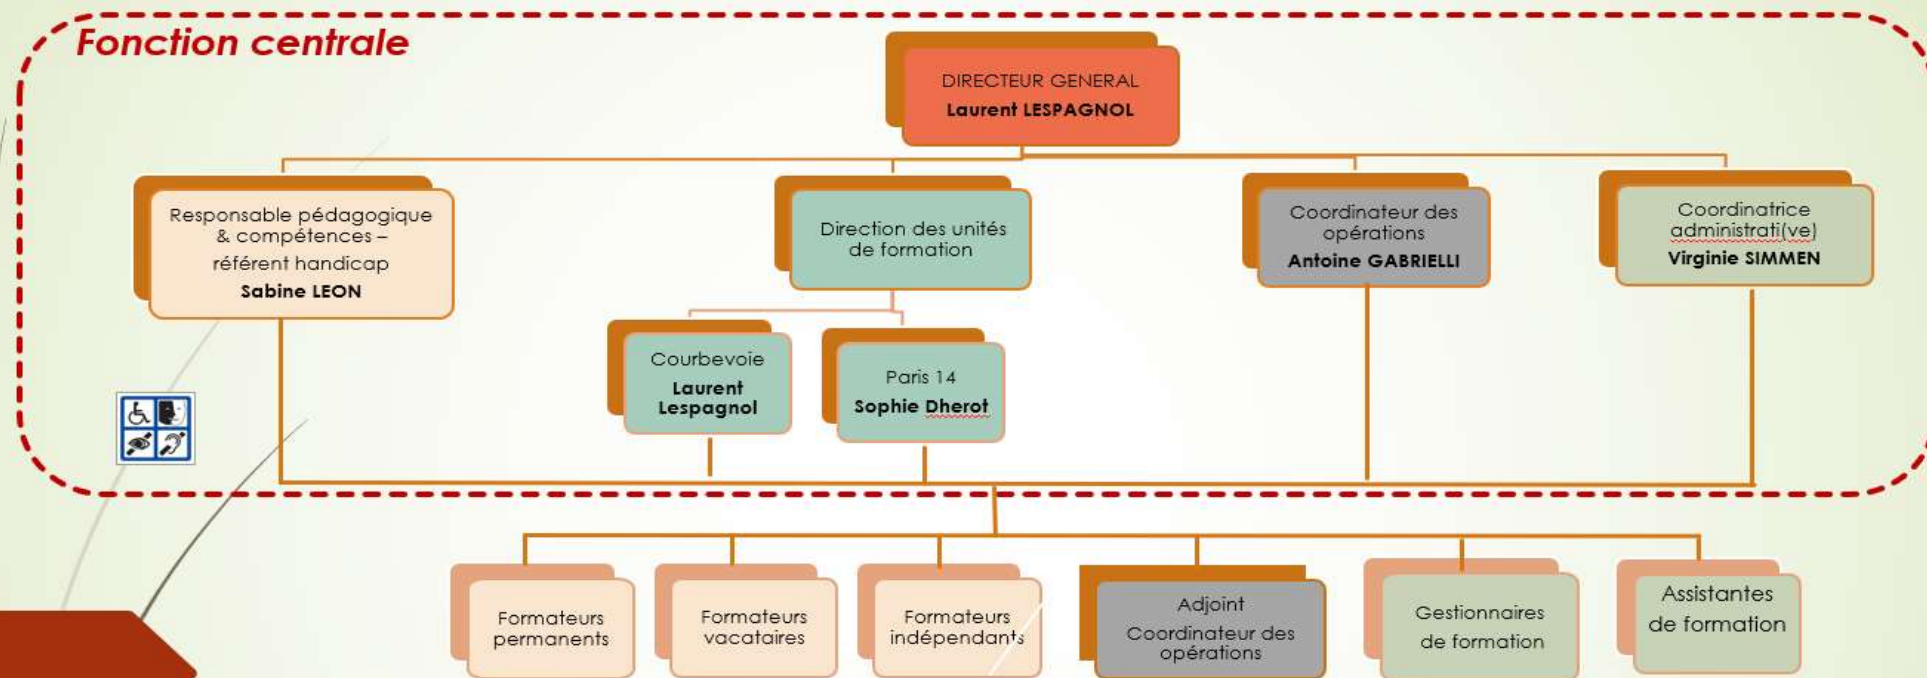 Fonction centrale
DIRECTEUR GENERAL
Laurent LESPAGNOL
Responsable pédagogique
& compétences –
référent handicap
Sabine LEON
Direction des unités
de formation
Coordinateur des
opérations
Antoine GABRIELLI
Coordinatrice
administrati(ve)
Virginie SIMMEN
Courbevoie
Laurent
Lespagnol
Paris 14
Sophie Dherot
Formateurs
permanents
Formateurs
vacataires
Formateurs
indépendants
Adjoint
Coordinateur des
opérations
Gestionnaires
de formation
Assistantes
de formation